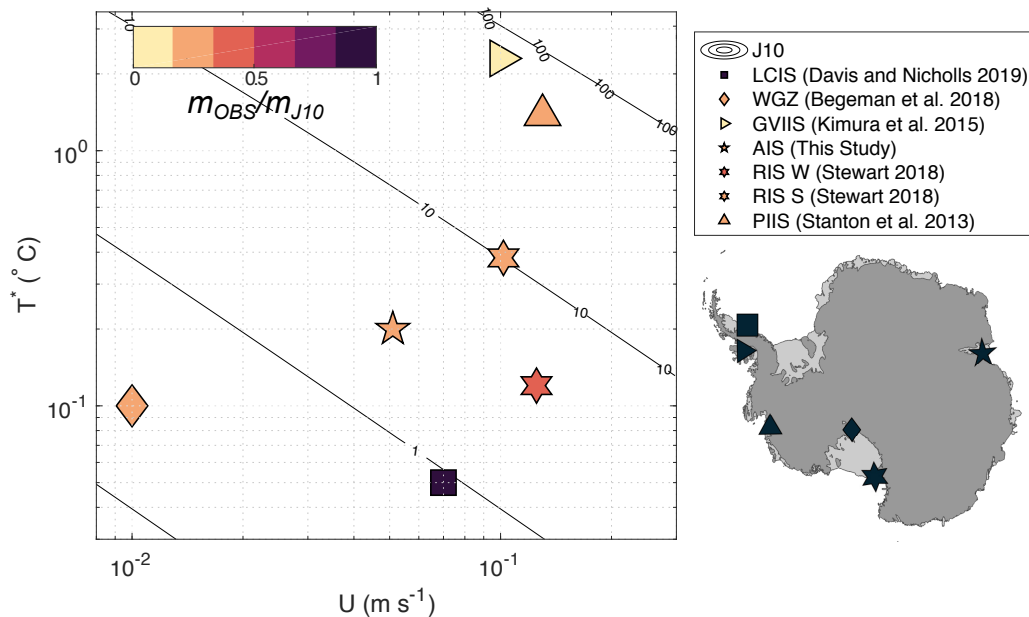 10
100
100
100
100
100
10
10
10
1
0
0.5
1
m_OBS/m_J10
10^0
10^-1
T* (°C)
10^-2
10^-1
U (m s^-1)
J10
LCIS (Davis and Nicholls 2019)
WGZ (Begeman et al. 2018)
GVIIS (Kimura et al. 2015)
AIS (This Study)
RIS W (Stewart 2018)
RIS S (Stewart 2018)
PIIS (Stanton et al. 2013)